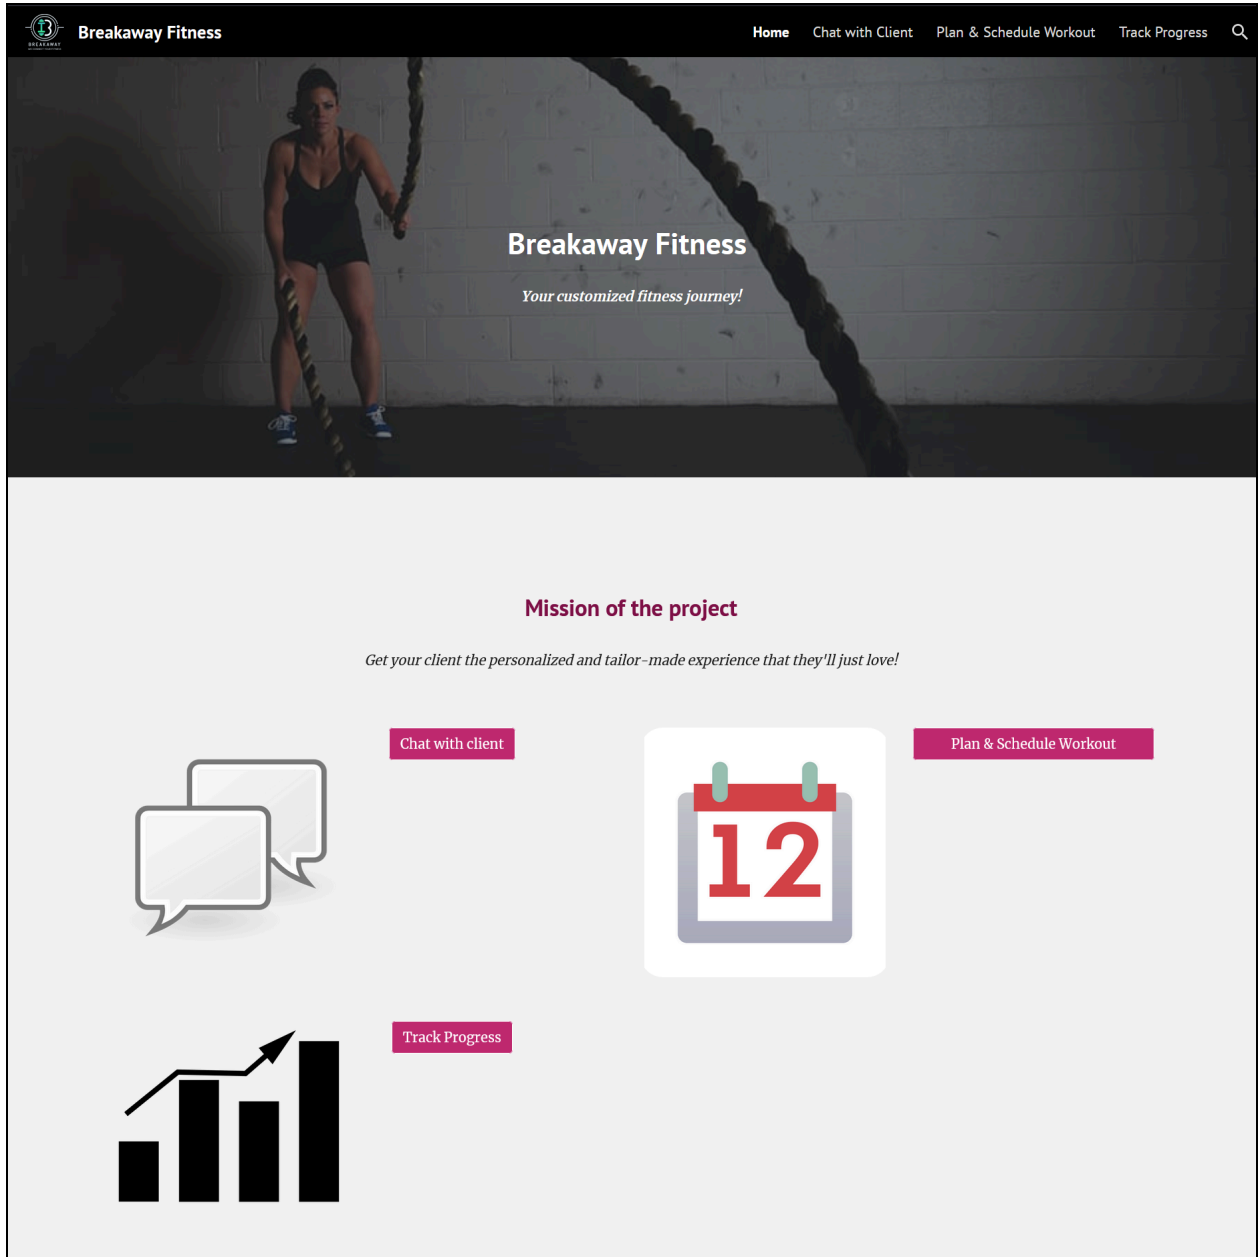 BREAKAWAY
Breakaway Fitness
Home Chat with Client Plan & Schedule Workout Track Progress
Breakaway Fitness
Your customized fitness journey!
Mission of the project
Get your client the personalized and tailor-made experience that they'll just love!
Chat with client
Plan & Schedule Workout
12
Track Progress